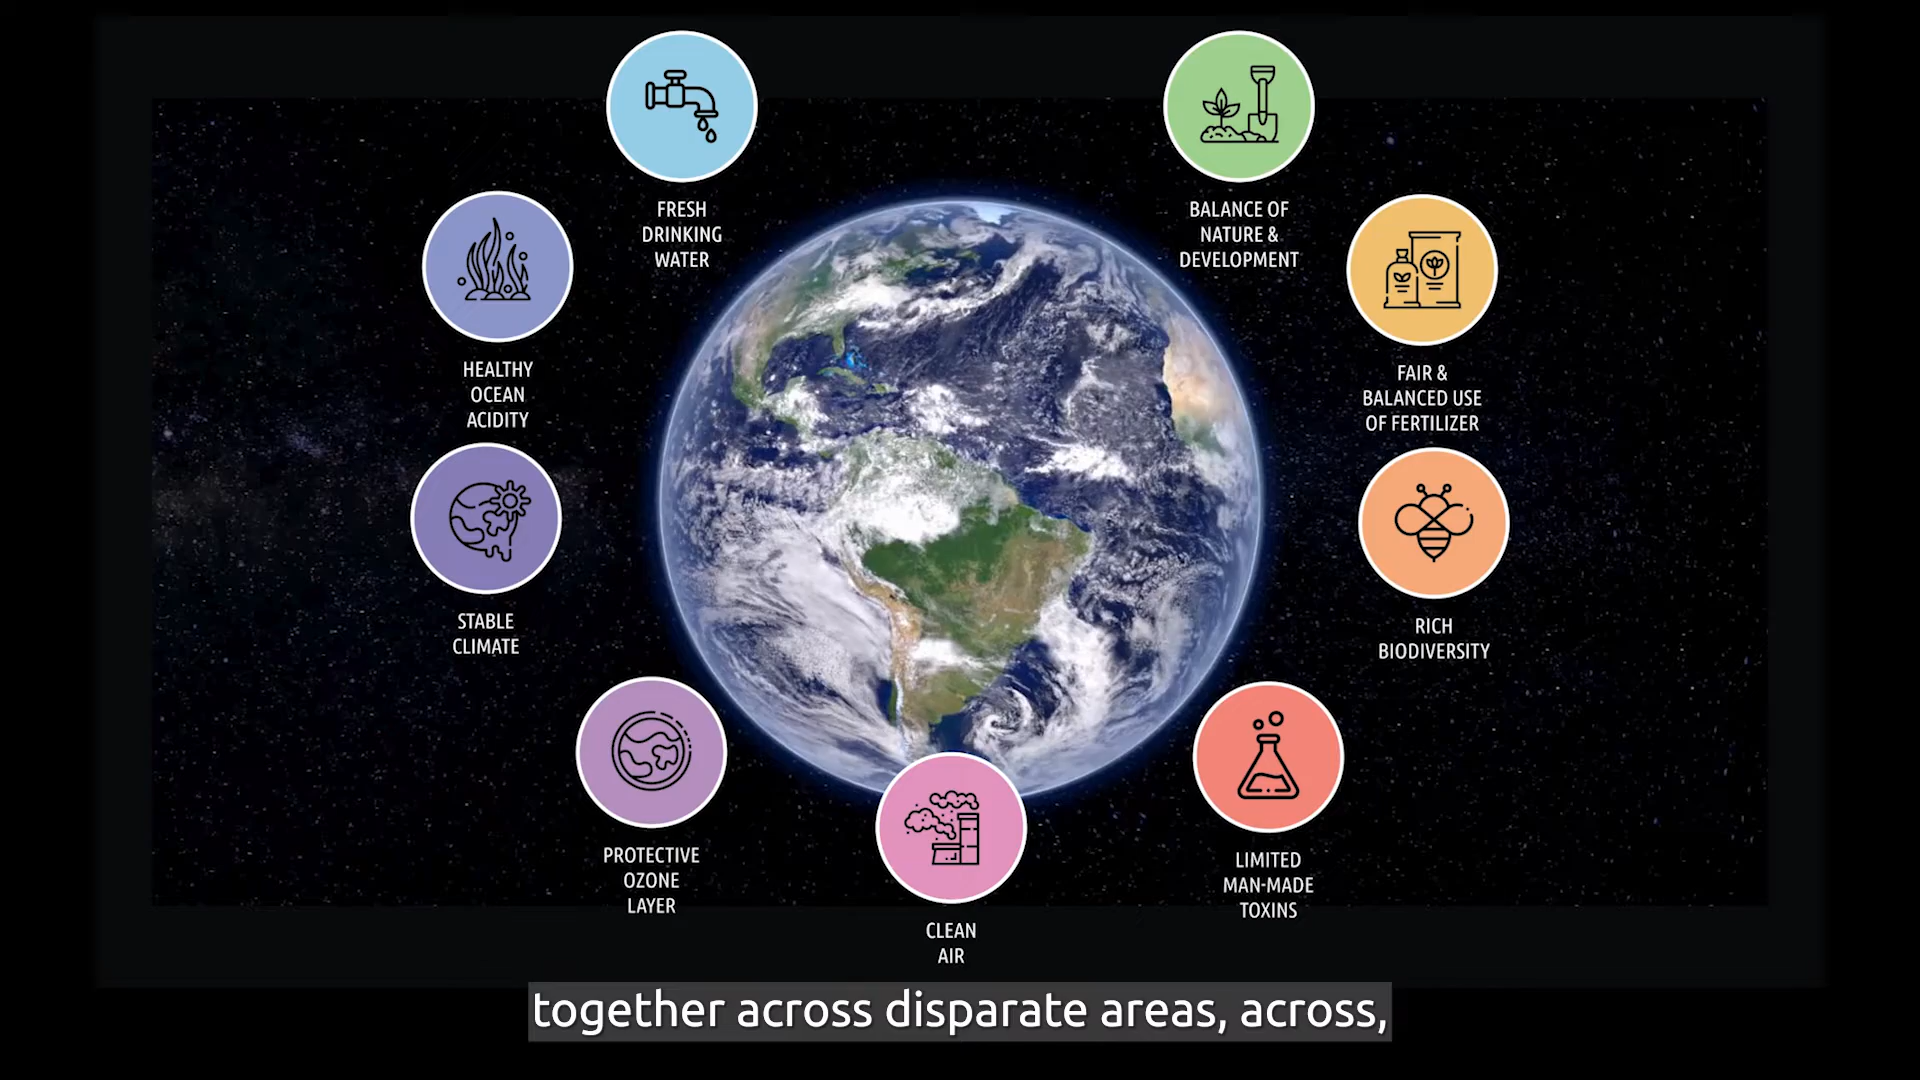 FRESH
DRINKING
WATER
BALANCE OF
NATURE &
DEVELOPMENT
HEALTHY
OCEAN
ACIDITY
FAIR &
BALANCED USE
OF FERTILIZER
STABLE
CLIMATE
RICH
BIODIVERSITY
PROTECTIVE
OZONE
LAYER
CLEAN
AIR
LIMITED
MAN-MADE
TOXINS
together across disparate areas, across,